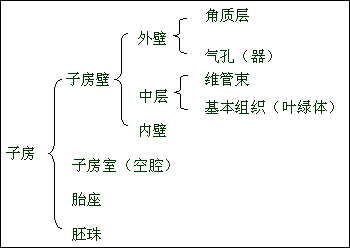 角质层
外壁
气孔（器）
子房壁
维管束
中层
基本组织（叶绿体）
内壁
子房
子房室（空腔）
胎座
胚珠